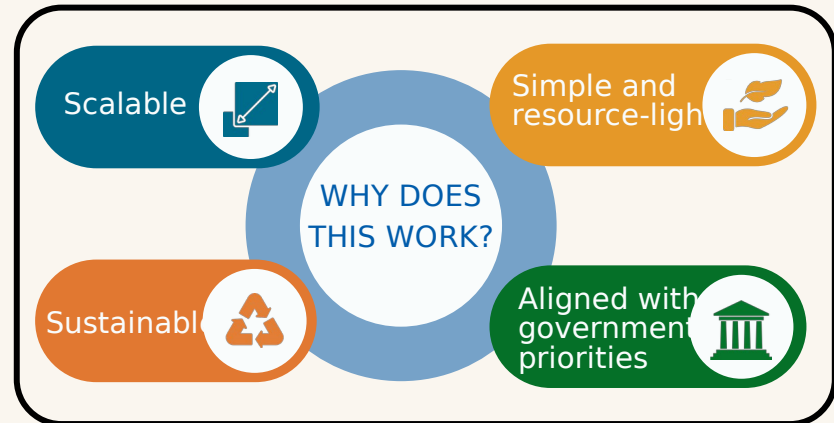 Scalable
Simple and
resource-ligh
WHY DOES
THIS WORK?
Sustainable
Aligned with
government
priorities